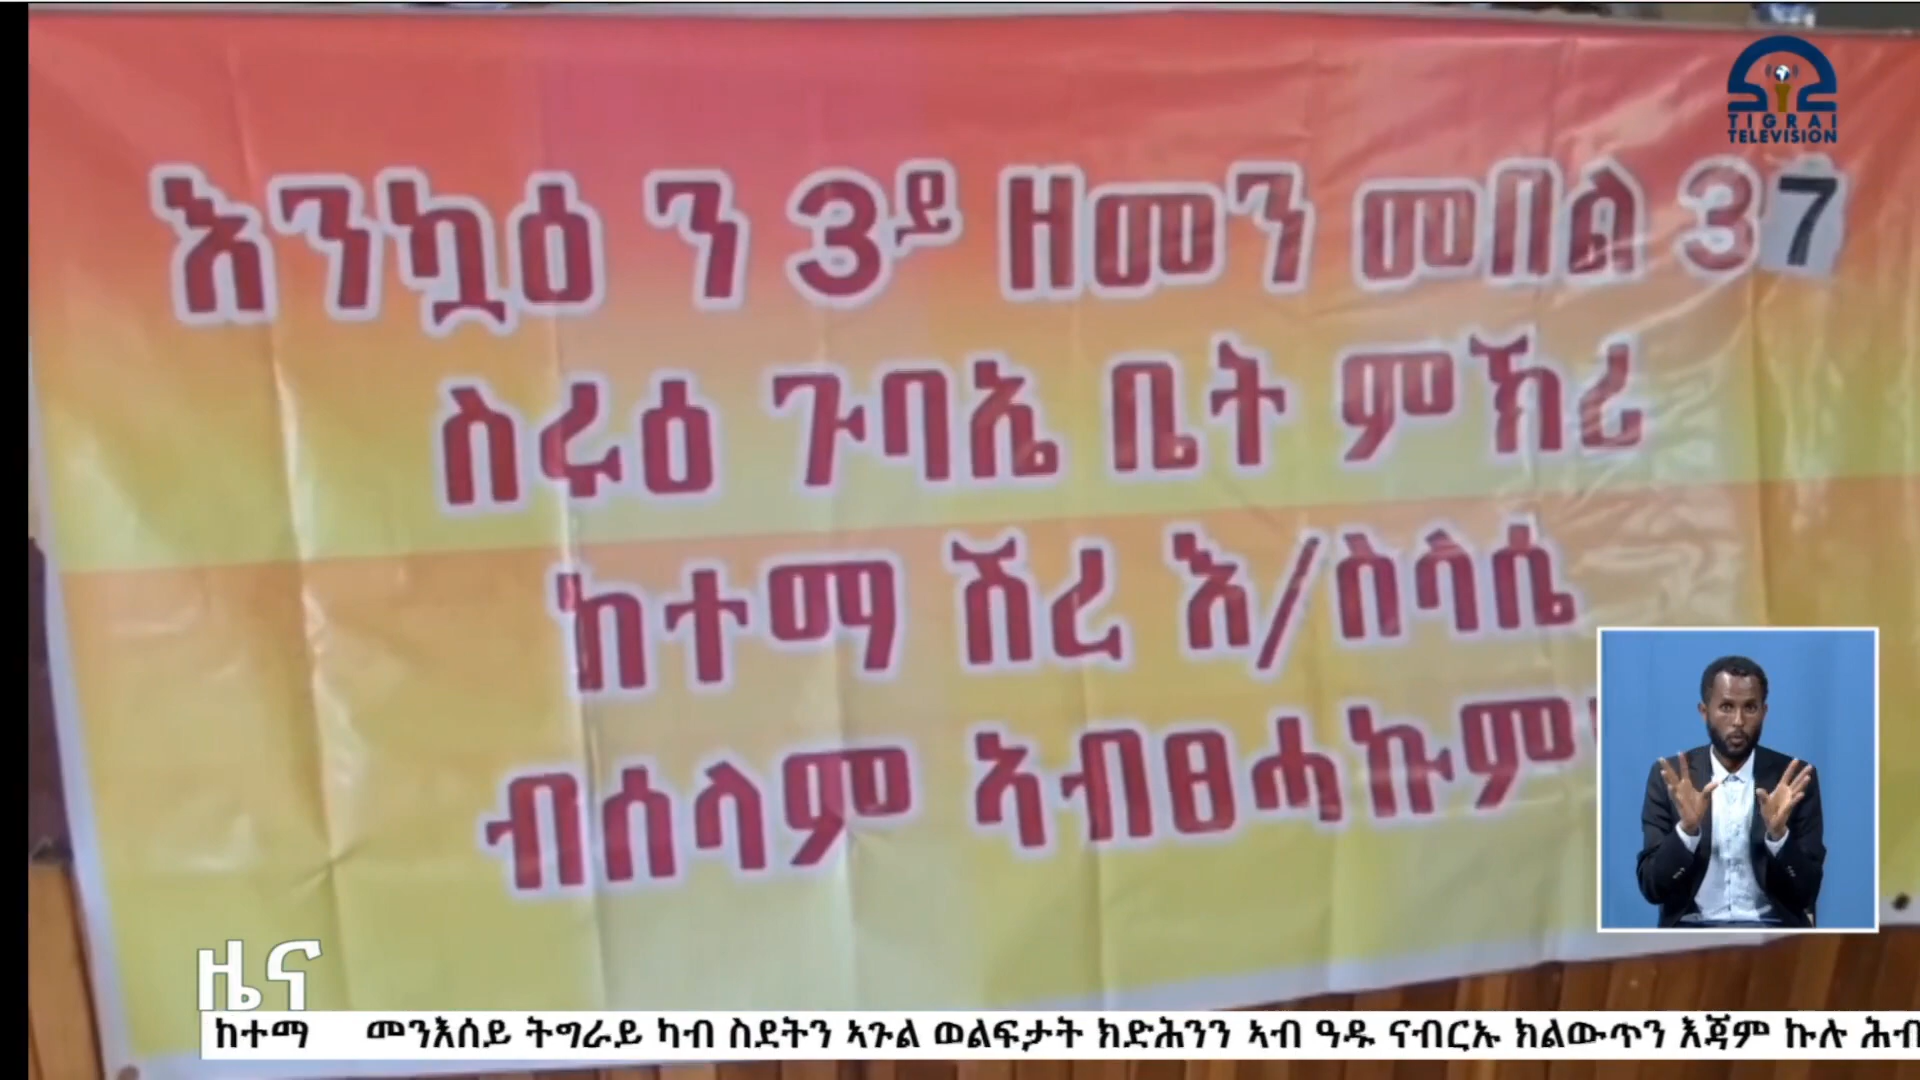 TIGRAI
TELEVISION
እንኳዕ ን 3ይ ዘመን መበል 37
ስሩዕ ጉባኤ ቤት ምኽሪ
ከተማ ሽረ እ/ስላሴ
ብሰላም ኣብፀሓኩም
ዜና
ከተማ መንእሰይ ትግራይ ካብ ስደትን ኣጉል ወልፍታት ክድሕንን ኣብ ዓዱ ናብርኡ ክልውጥን እጃም ኩሉ